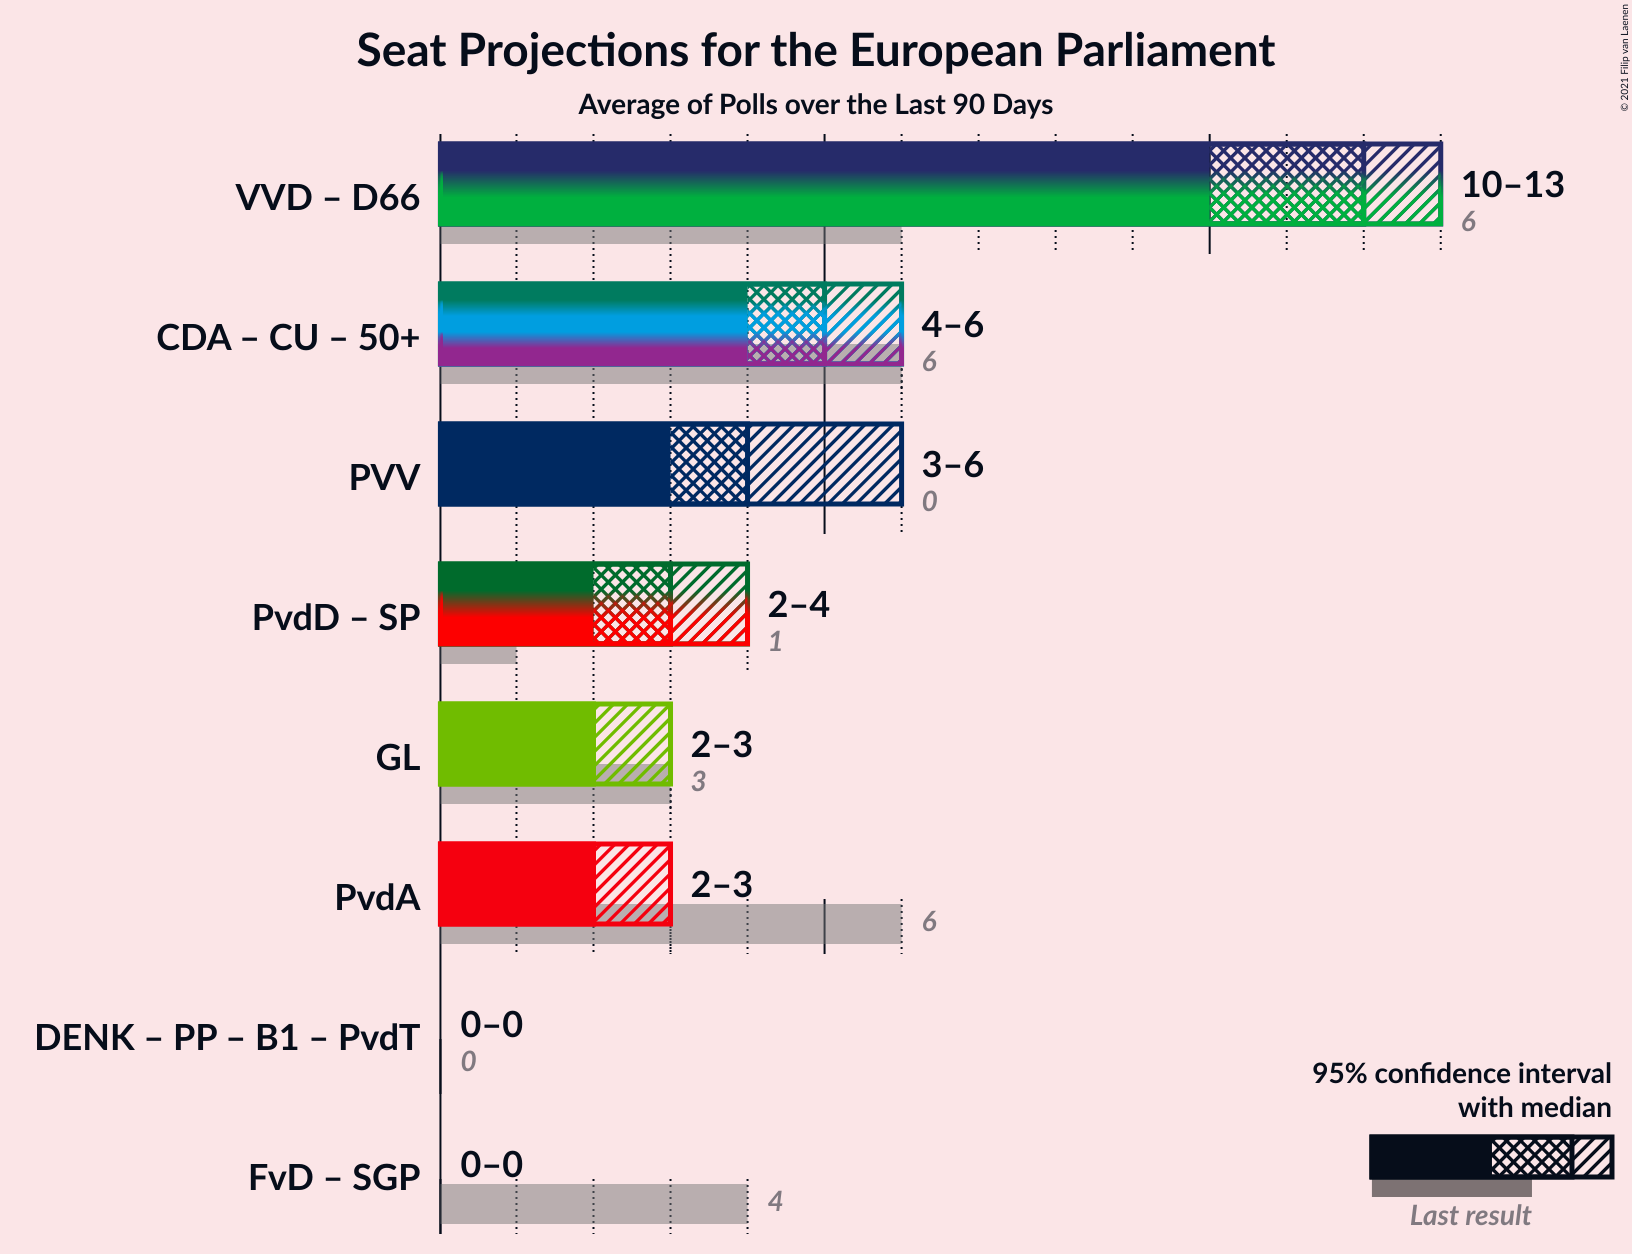 Seat Projections for the European Parliament
Average of Polls over the Last 90 Days
© 2021 Filip van Laenen
VVD – D66
10–13
6
CDA – CU – 50+
4–6
6
PVV
3–6
0
PvdD – SP
2–4
1
GL
2–3
3
PvdA
2–3
6
DENK – PP – B1 – PvdT
0–0
0
FvD – SGP
0–0
4
95% confidence interval
with median
Last result